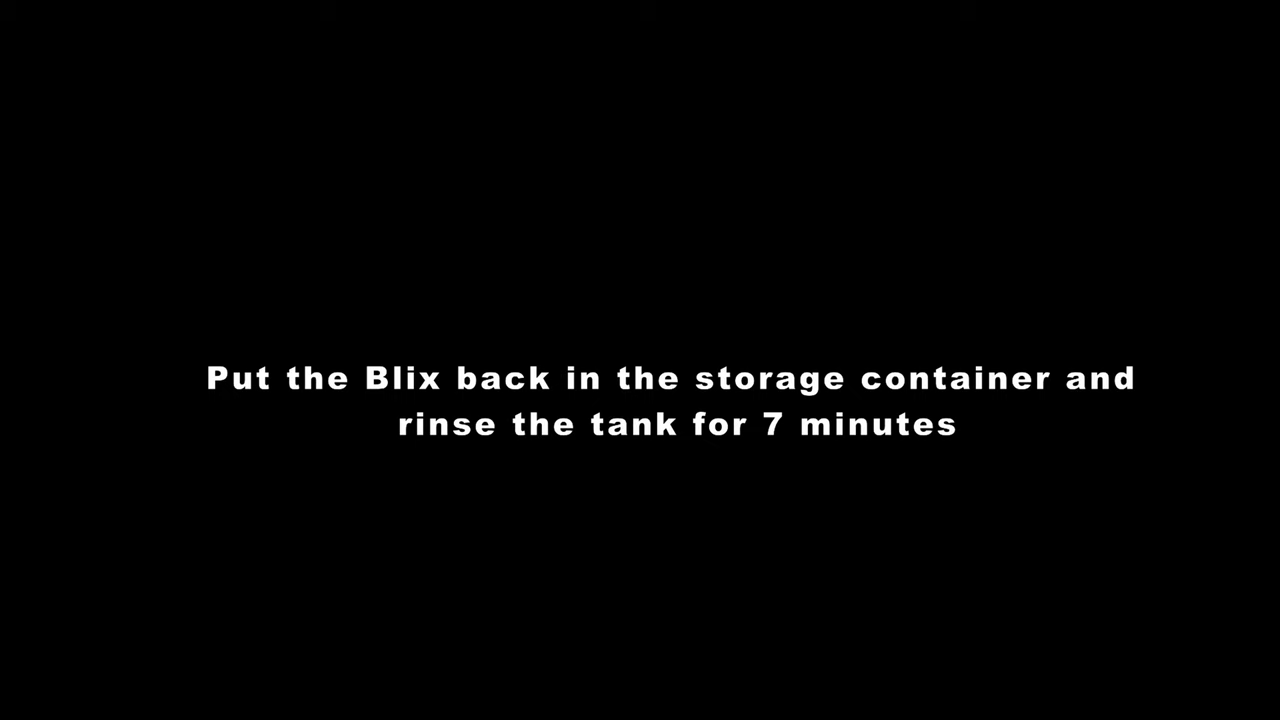 Put the Blix back in the storage container and
rinse the tank for 7 minutes